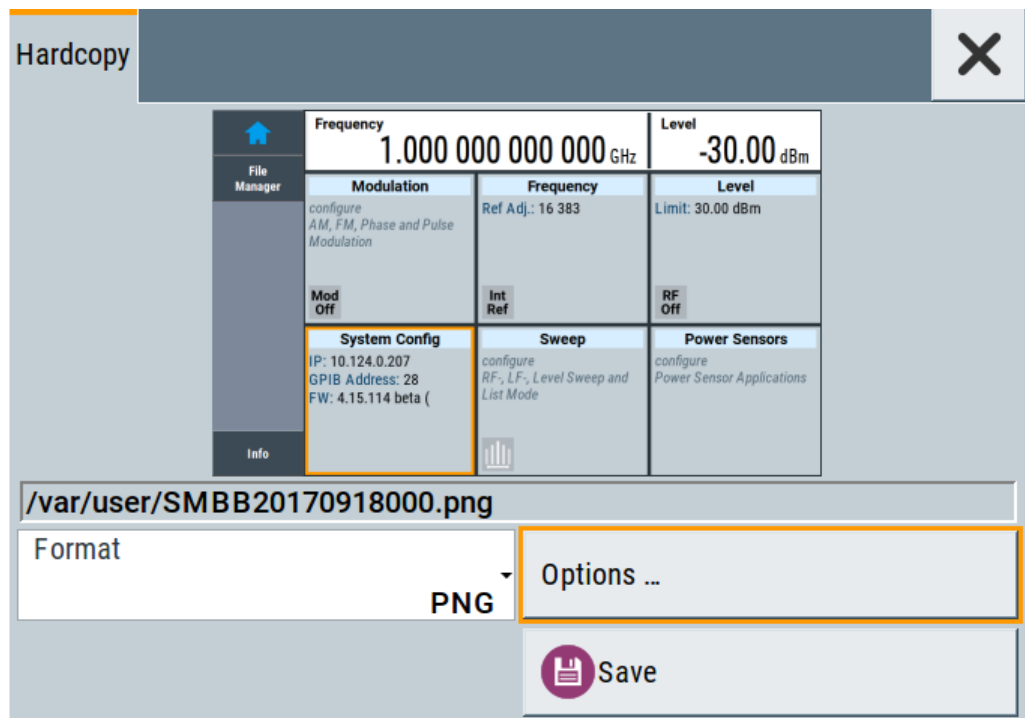 Hardcopy
Frequency
1.000 000 000 000 GHz
Level
-30.00 dBm
File
Manager
Modulation
configure
AM, FM, Phase and Pulse
Modulation
Mod
Off
Frequency
Ref Adj.: 16 383
Int
Ref
Level
Limit: 30.00 dBm
RF
Off
System Config
IP: 10.124.0.207
GPIB Address: 28
FW: 4.15.114 beta (
Sweep
configure
RF-, LF-, Level Sweep and
List Mode
Power Sensors
configure
Power Sensor Applications
Info
/var/user/SMBB20170918000.png
Format
PNG
Options ...
Save